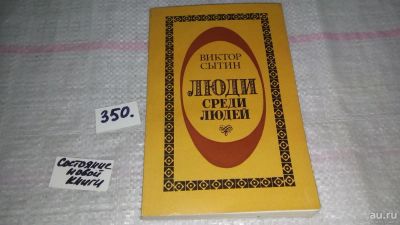 ВИКТОР
СЫТИН
ЛЮДИ
СРЕДИ
ЛЮДЕЙ
350.
Состояние
новой
книги
au.ru